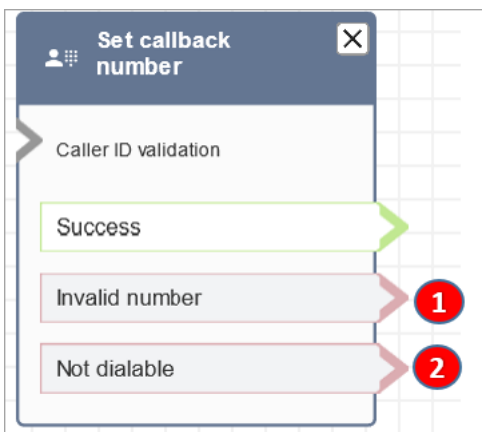 Set callback
number
Caller ID validation
Success
Invalid number
1
Not dialable
2